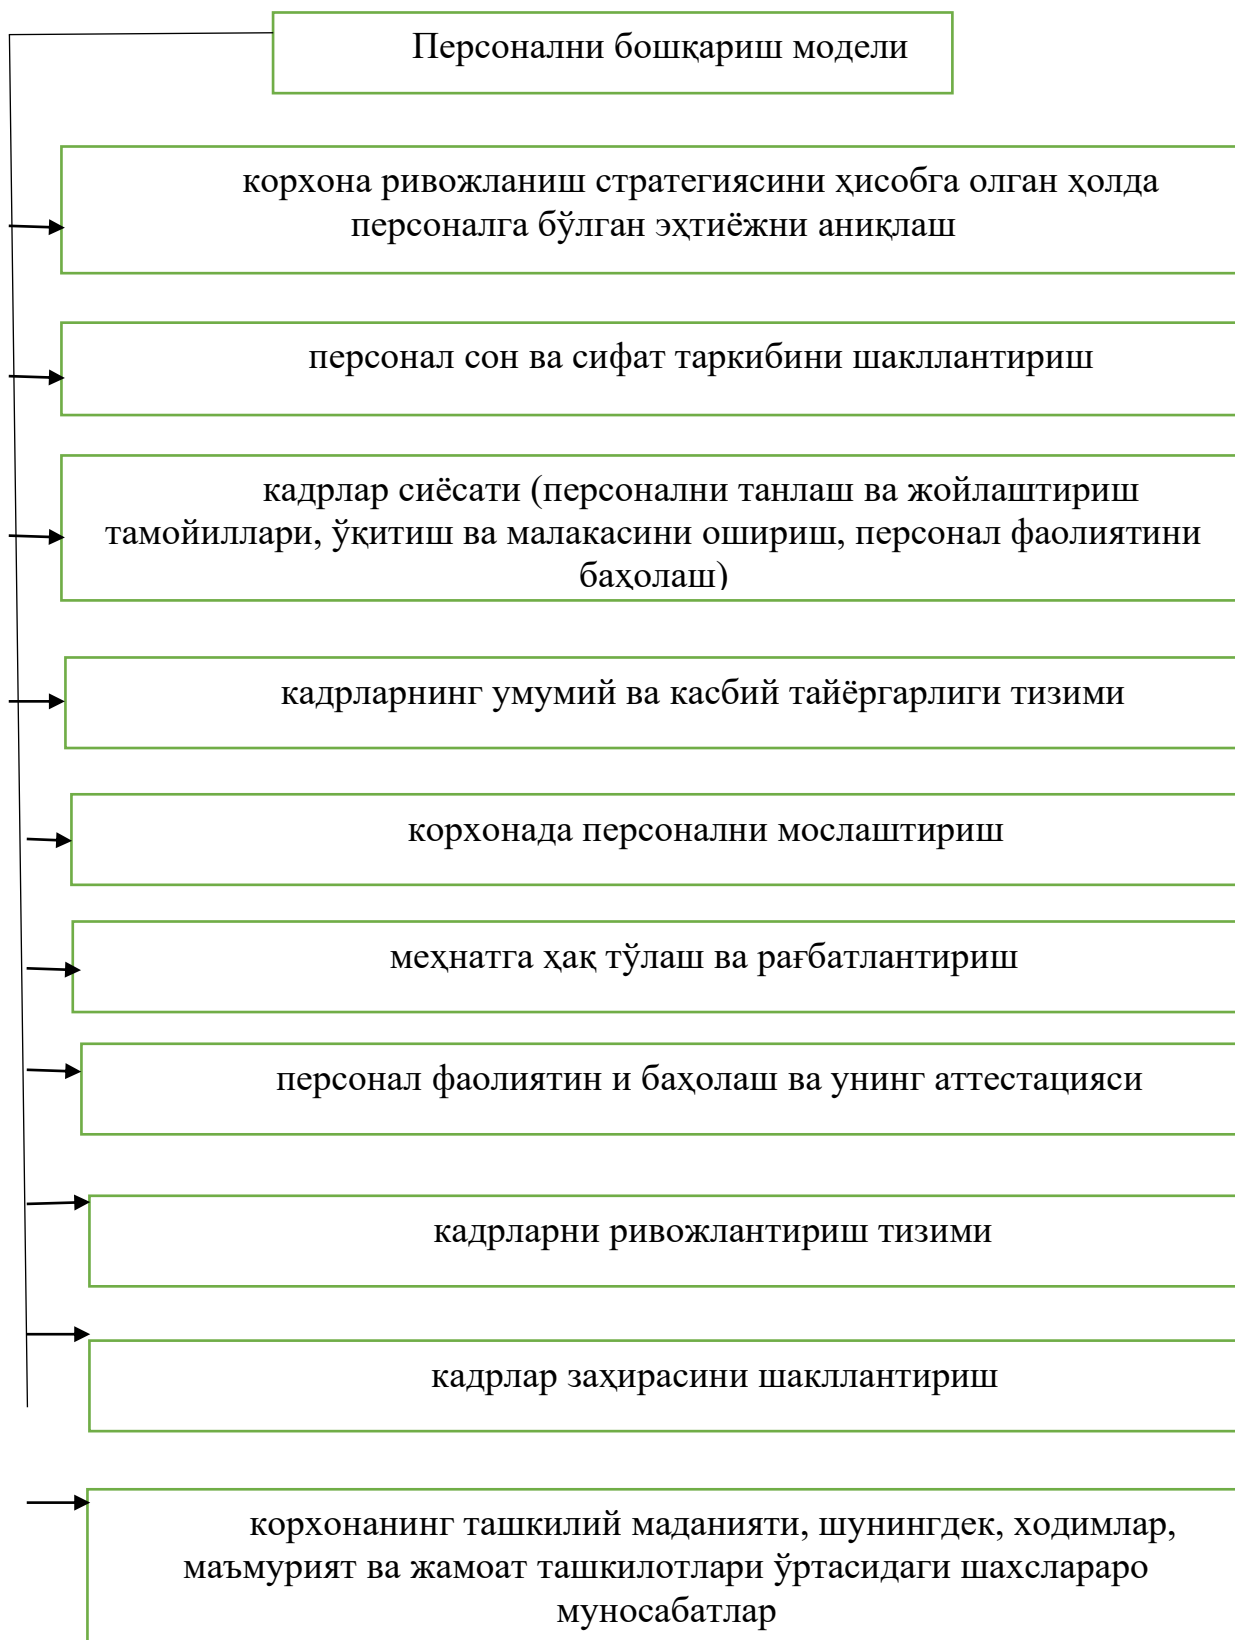 Персонални бошқариш модели
корхона ривожланиш стратегиясини ҳисобга олган ҳолда
персоналга бўлган эҳтиёжни аниқлаш
персонал сон ва сифат таркибини шакллантириш
кадрлар сиёсати (персонални танлаш ва жойлаштириш
тамойиллари, ўқитиш ва малакасини ошириш, персонал фаолиятини
баҳолаш)
кадрларнинг умумий ва касбий тайёргарлиги тизими
корхонада персонални мослаштириш
меҳнатга ҳақ тўлаш ва рағбатлантириш
персонал фаолиятин и баҳолаш ва унинг аттестацияси
кадрларни ривожлантириш тизими
кадрлар заҳирасини шакллантириш
корхонанинг ташкилий маданияти, шунингдек, ходимлар,
маъмурият ва жамоат ташкилотлари ўртасидаги шахслараро
муносабатлар